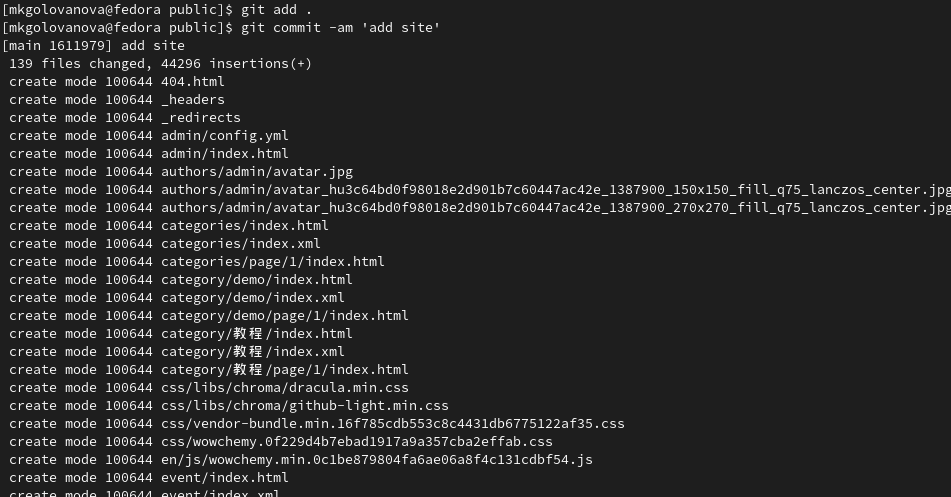 [mkgolovanova@fedora public]$ git add .
[mkgolovanova@fedora public]$ git commit -am 'add site'
[main 1611979] add site
 139 files changed, 44296 insertions(+)
 create mode 100644 404.html
 create mode 100644 _headers
 create mode 100644 _redirects
 create mode 100644 admin/config.yml
 create mode 100644 admin/index.html
 create mode 100644 authors/admin/avatar.jpg
 create mode 100644 authors/admin/avatar_hu3c64bd0f98018e2d901b7c60447ac42e_1387900_150x150_fill_q75_lanczos_center.jpg
 create mode 100644 authors/admin/avatar_hu3c64bd0f98018e2d901b7c60447ac42e_1387900_270x270_fill_q75_lanczos_center.jpg
 create mode 100644 categories/index.html
 create mode 100644 categories/index.xml
 create mode 100644 categories/page/1/index.html
 create mode 100644 category/demo/index.html
 create mode 100644 category/demo/index.xml
 create mode 100644 category/demo/page/1/index.html
 create mode 100644 category/教程/index.html
 create mode 100644 category/教程/index.xml
 create mode 100644 category/教程/page/1/index.html
 create mode 100644 css/libs/chroma/dracula.min.css
 create mode 100644 css/libs/chroma/github-light.min.css
 create mode 100644 css/vendor-bundle.min.16f785cdb553c8c4431db6775122af35.css
 create mode 100644 css/wowchemy.0f229d4b7ebad1917a9a357cba2effab.css
 create mode 100644 en/js/wowchemy.min.0c1be879804fa6ae06a8f4c131cdbf54.js
 create mode 100644 event/index.html
 create mode 100644 event/index.xml